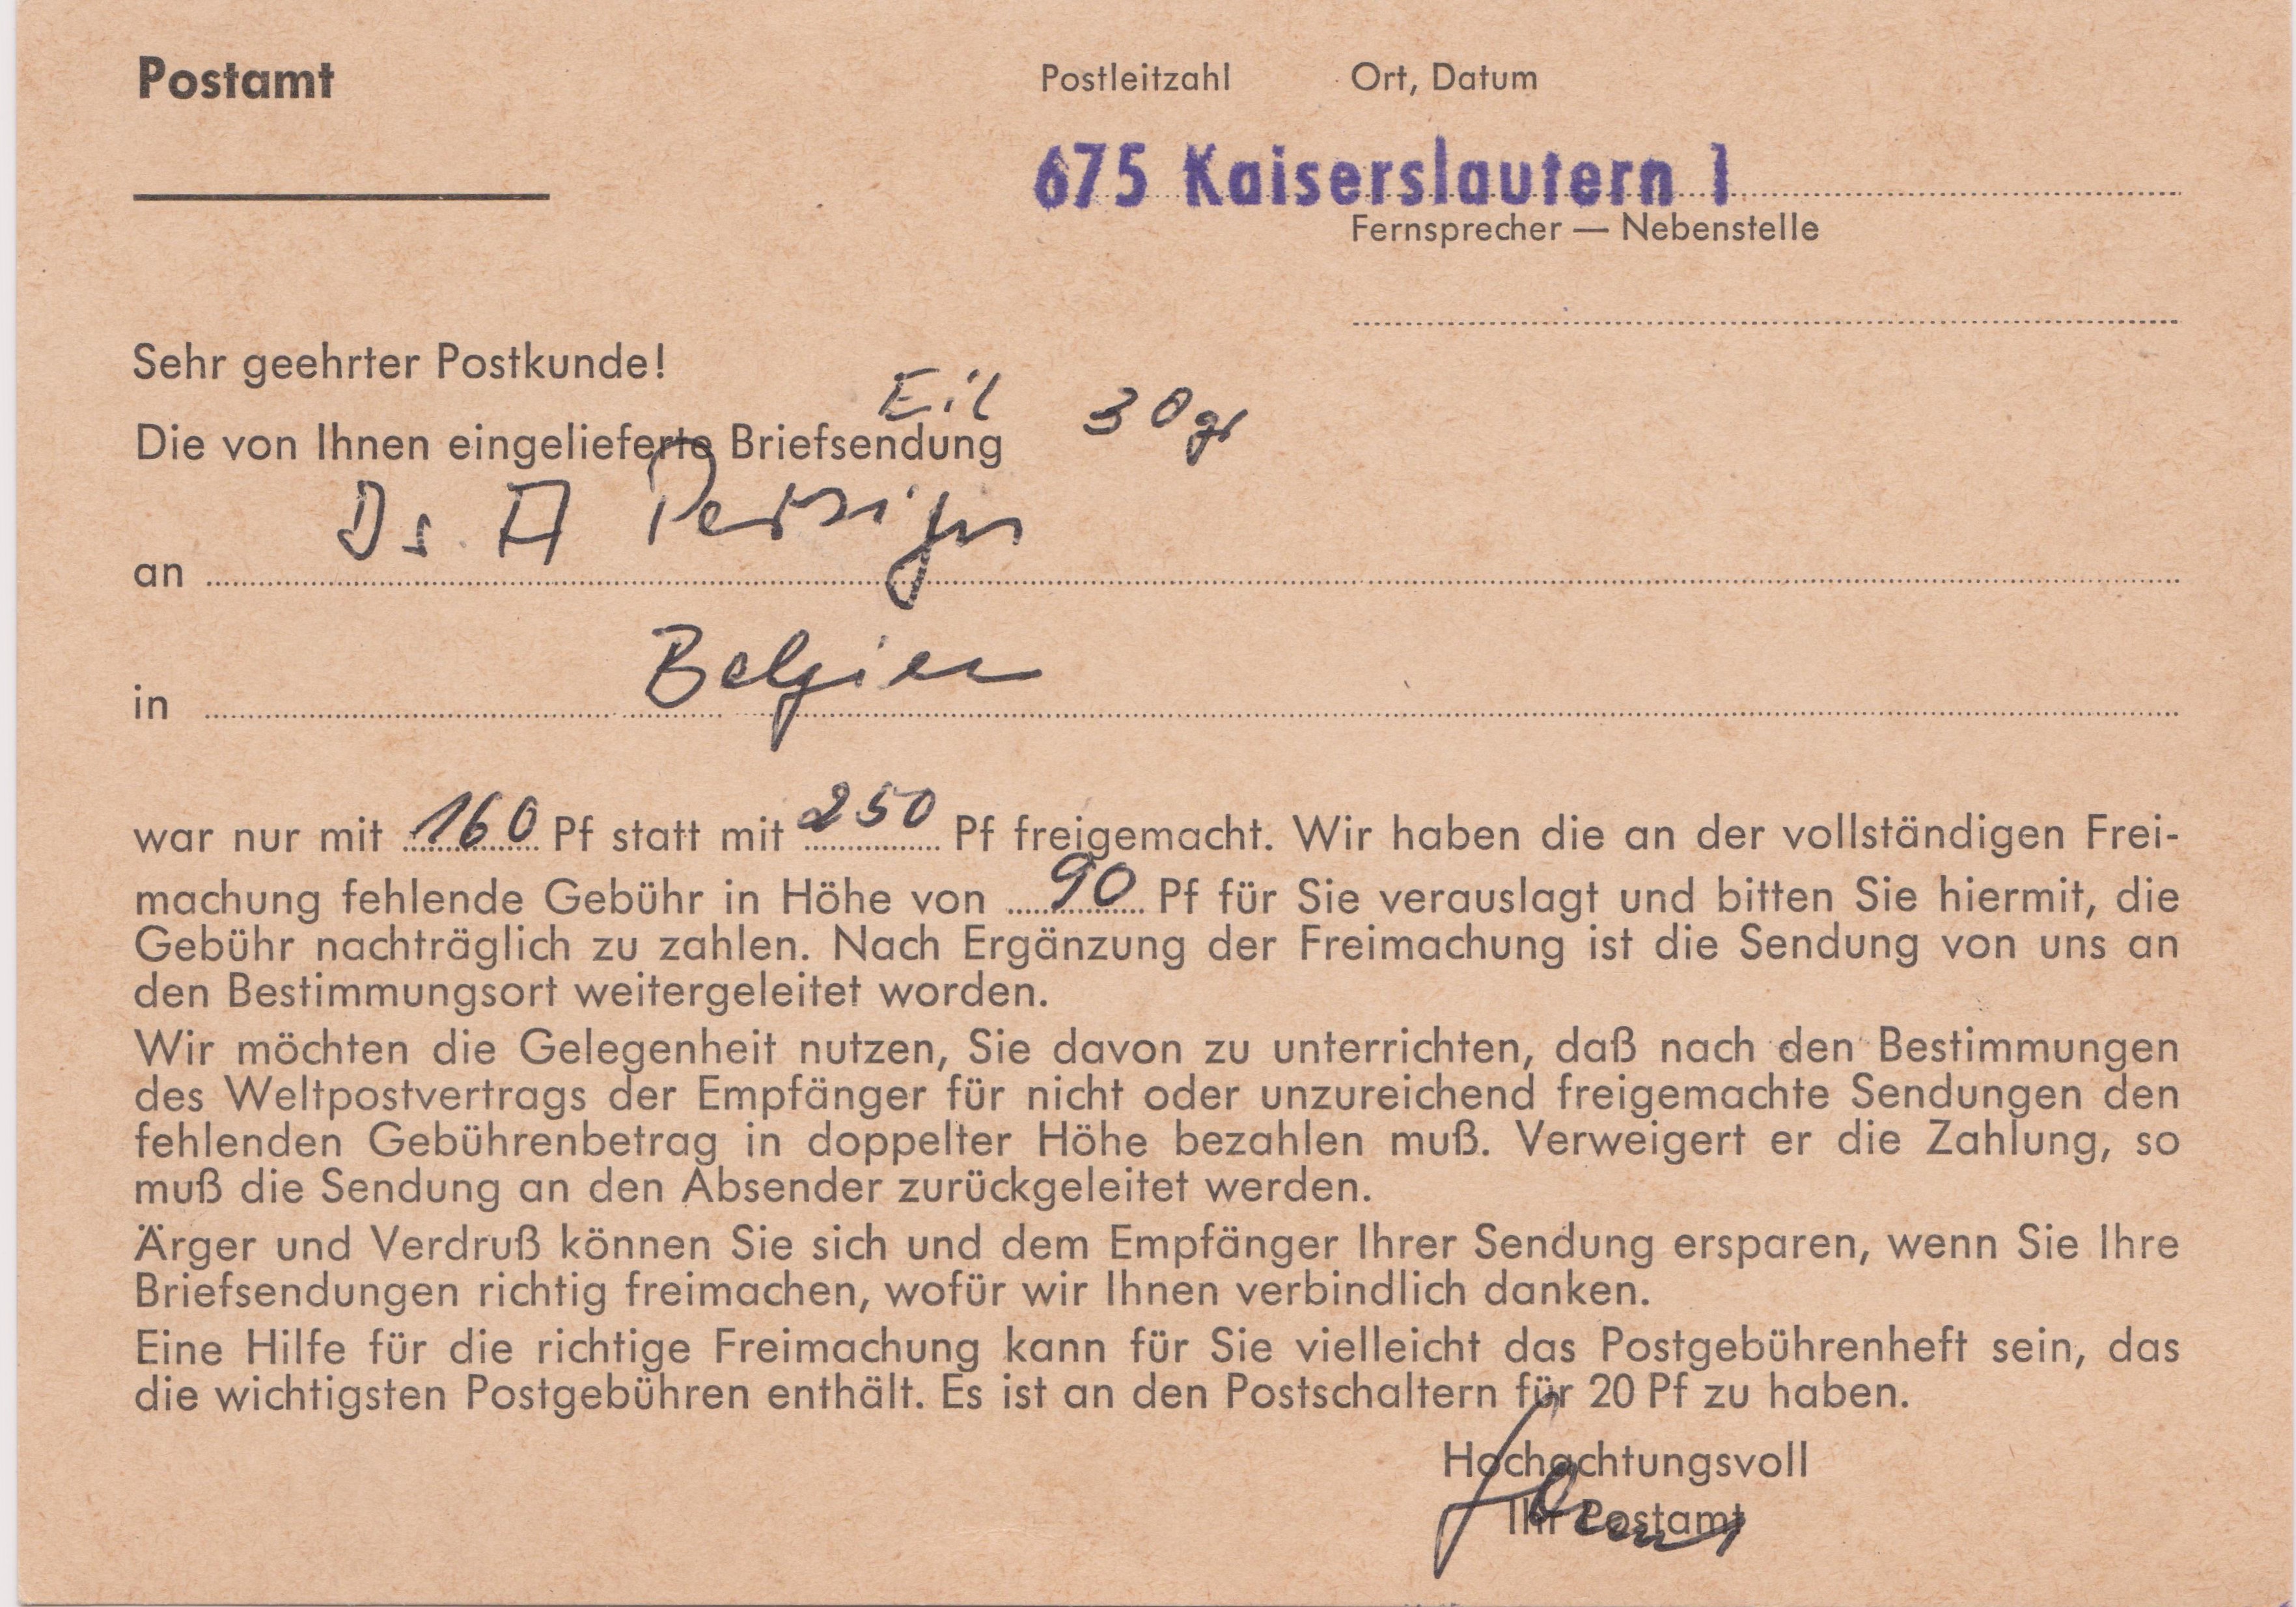 Postamt
Postleitzahl Ort, Datum
675 Kaiserslautern 1
Fernsprecher — Nebenstelle
Sehr geehrter Postkunde!
Eil 30 gr
Die von Ihnen eingelieferte Briefsendung
Dr. A
an
Belgien
in
war nur mit 160 Pf statt mit 250 Pf freigemacht. Wir haben die an der vollständigen Frei-
machung fehlende Gebühr in Höhe von 90 Pf für Sie verauslagt und bitten Sie hiermit, die
Gebühr nachträglich zu zahlen. Nach Ergänzung der Freimachung ist die Sendung von uns an
den Bestimmungsort weitergeleitet worden.
Wir möchten die Gelegenheit nutzen, Sie davon zu unterrichten, daß nach den Bestimmungen
des Weltpostvertrags der Empfänger für nicht oder unzureichend freigemachte Sendungen den
fehlenden Gebührenbetrag in doppelter Höhe bezahlen muß. Verweigert er die Zahlung, so
muß die Sendung an den Absender zurückgeleitet werden.
Ärger und Verdruß können Sie sich und dem Empfänger Ihrer Sendung ersparen, wenn Sie Ihre
Briefsendungen richtig freimachen, wofür wir Ihnen verbindlich danken.
Eine Hilfe für die richtige Freimachung kann für Sie vielleicht das Postgebührenheft sein, das
die wichtigsten Postgebühren enthält. Es ist an den Postschaltern für 20 Pf zu haben.
Hochachtungsvoll
Ihr Postamt